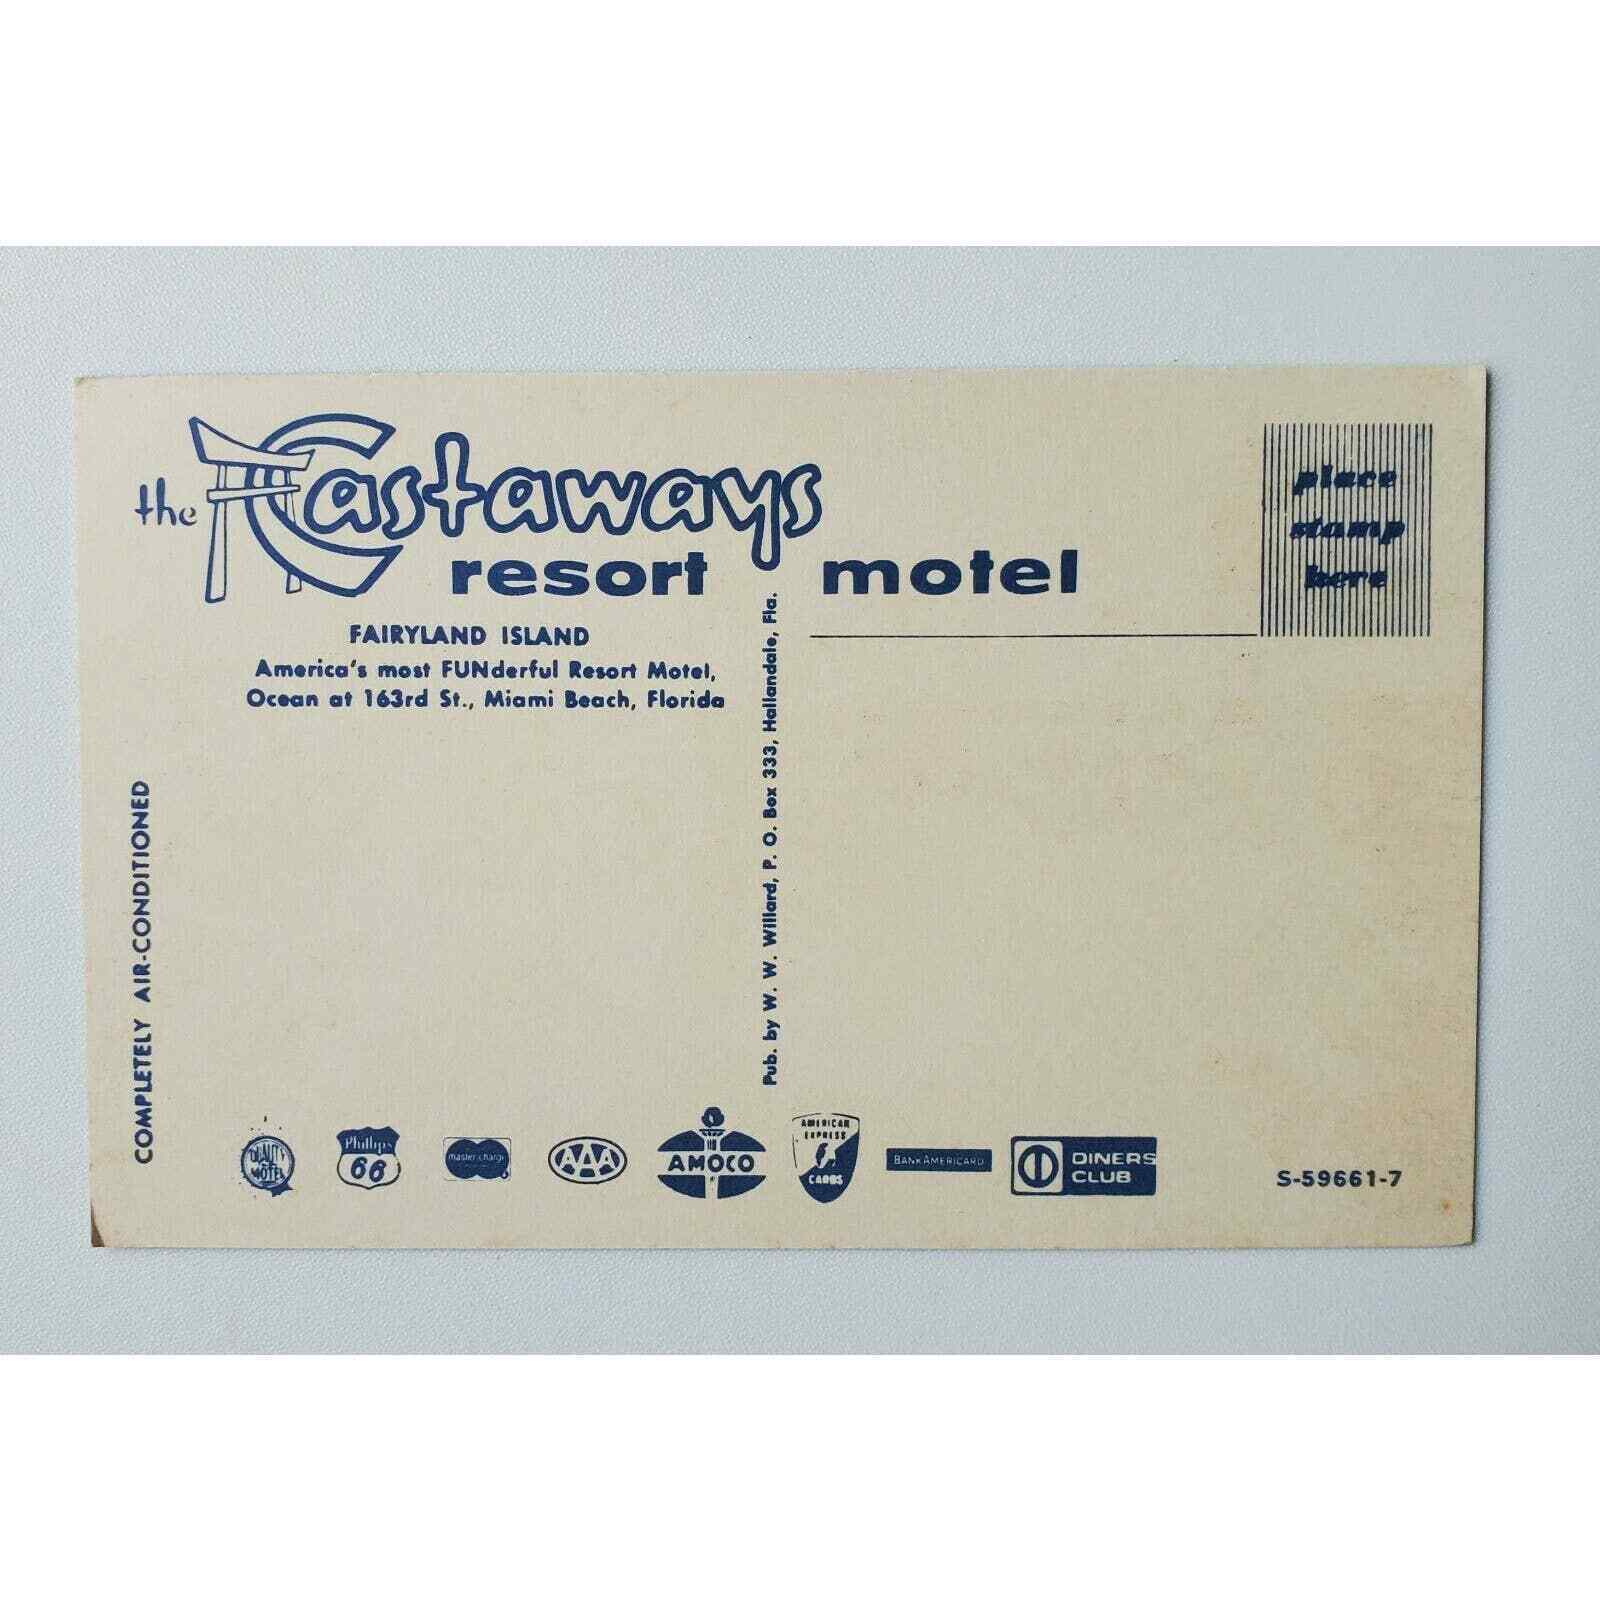 the Castaways
resort motel
FAIRYLAND ISLAND
America's most FUNderful Resort Motel,
Ocean at 163rd St., Miami Beach, Florida
place
stamp
here
COMPLETELY AIR-CONDITIONED
Pub. by W. W. Willard, P. O. Box 333, Hallandale, Fla.
QUALITY
MOTEL
Phillips
66
master charge
AAA
AMOCO
AMERICAN
EXPRESS
CARDS
BANKAMERICARD
DINERS
CLUB
S-59661-7